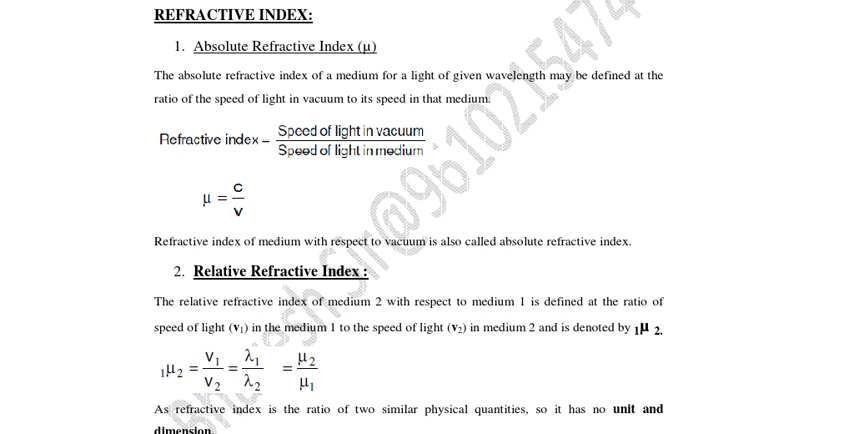 REFRACTIVE INDEX:
1. Absolute Refractive Index (μ)
The absolute refractive index of a medium for a light of given wavelength may be defined at the
ratio of the speed of light in vacuum to its speed in that medium.
Refractive index = Speed of light in vacuum / Speed of light in medium
μ = c / v
Refractive index of medium with respect to vacuum is also called absolute refractive index.
2. Relative Refractive Index :
The relative refractive index of medium 2 with respect to medium 1 is defined at the ratio of
speed of light (v₁) in the medium 1 to the speed of light (v₂) in medium 2 and is denoted by ₁μ ₂.
₁μ₂ = v₁ / v₂ = λ₁ / λ₂ = μ₂ / μ₁
As refractive index is the ratio of two similar physical quantities, so it has no unit and
dimension.